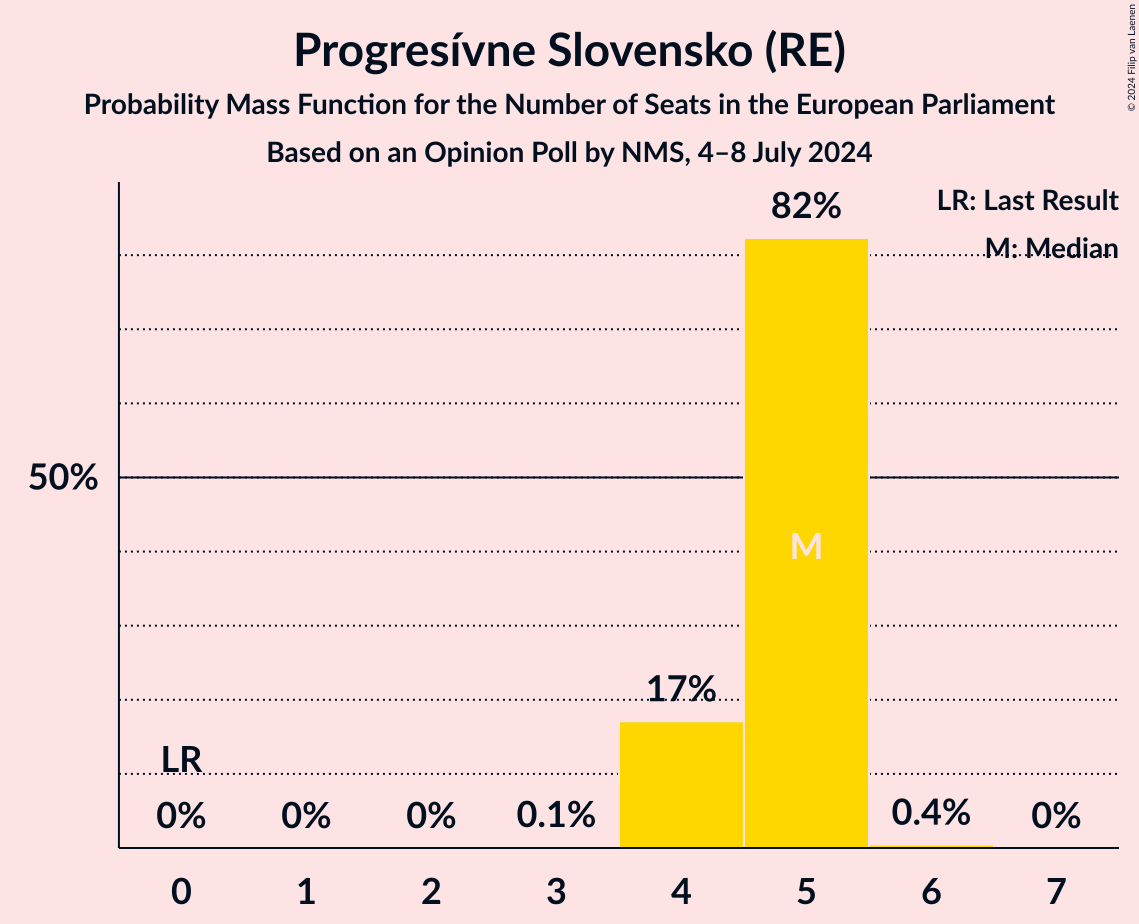 © 2024 Filip van Laenen
Progresívne Slovensko (RE)
Probability Mass Function for the Number of Seats in the European Parliament
Based on an Opinion Poll by NMS, 4–8 July 2024
LR: Last Result
M: Median
82%
50%
M
17%
LR
0% 0% 0% 0.1% 0.4% 0%
0 1 2 3 4 5 6 7